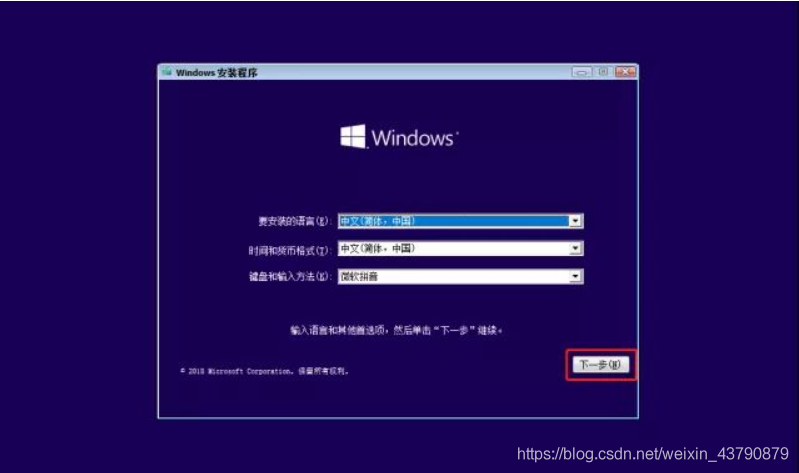 Windows 安装程序
Windows
要安装的语言(E): 中文(简体，中国)
时间和货币格式(T): 中文(简体，中国)
键盘和输入方法(K): 微软拼音
输入语言和其他首选项，然后单击"下一步"继续。
下一步(N)
© 2018 Microsoft Corporation。保留所有权利。
https://blog.csdn.net/weixin_43790879